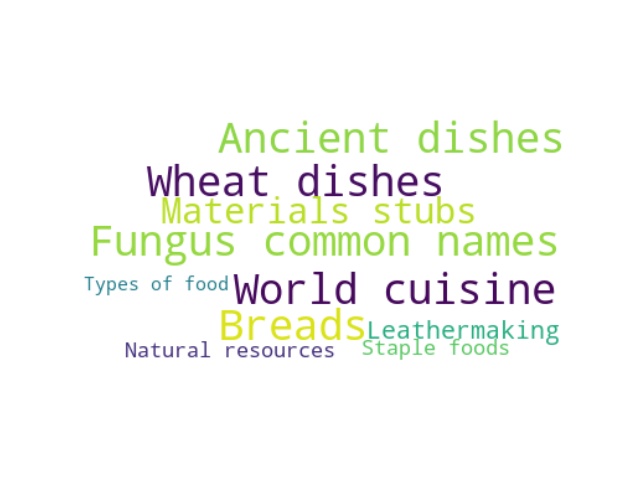 Ancient dishes
Wheat dishes
Materials stubs
Fungus common names
Types of food
World cuisine
Breads
Leathermaking
Natural resources
Staple foods